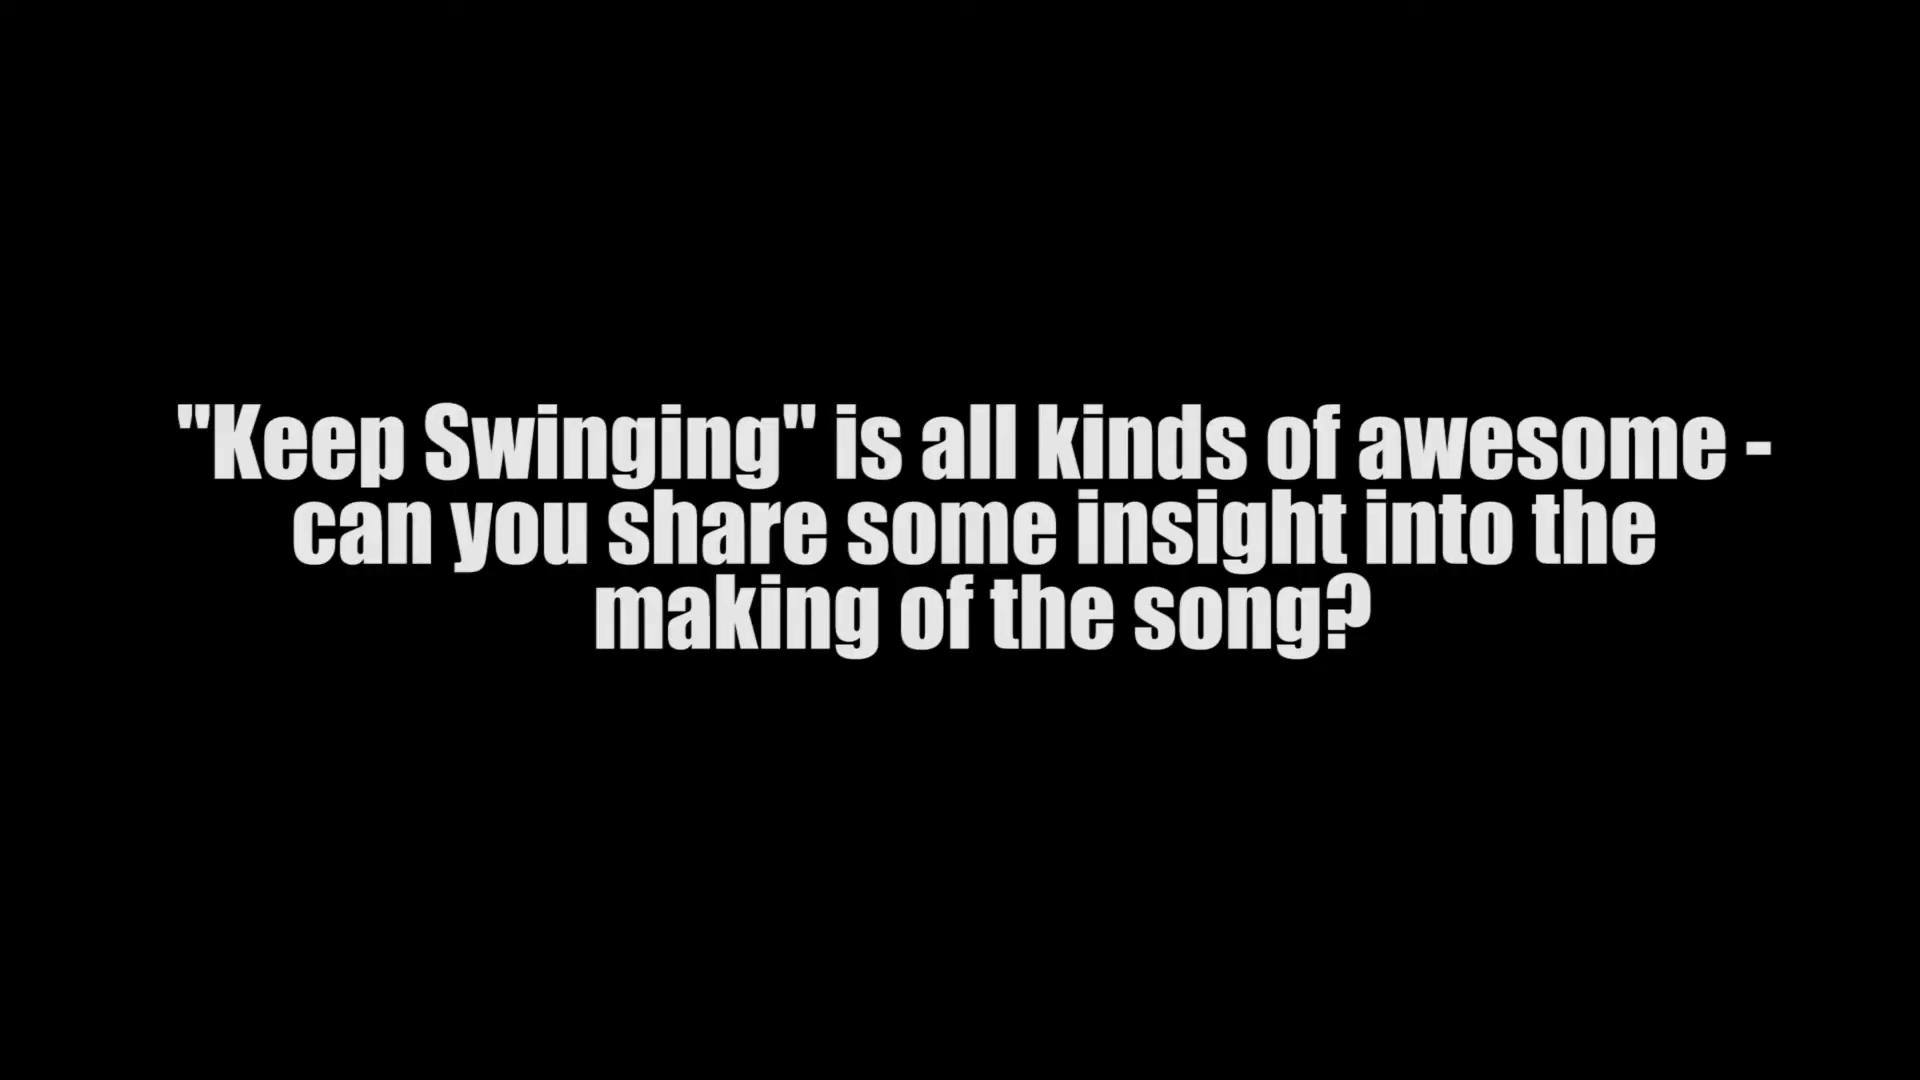 "Keep Swinging" is all kinds of awesome -
can you share some insight into the
making of the song?